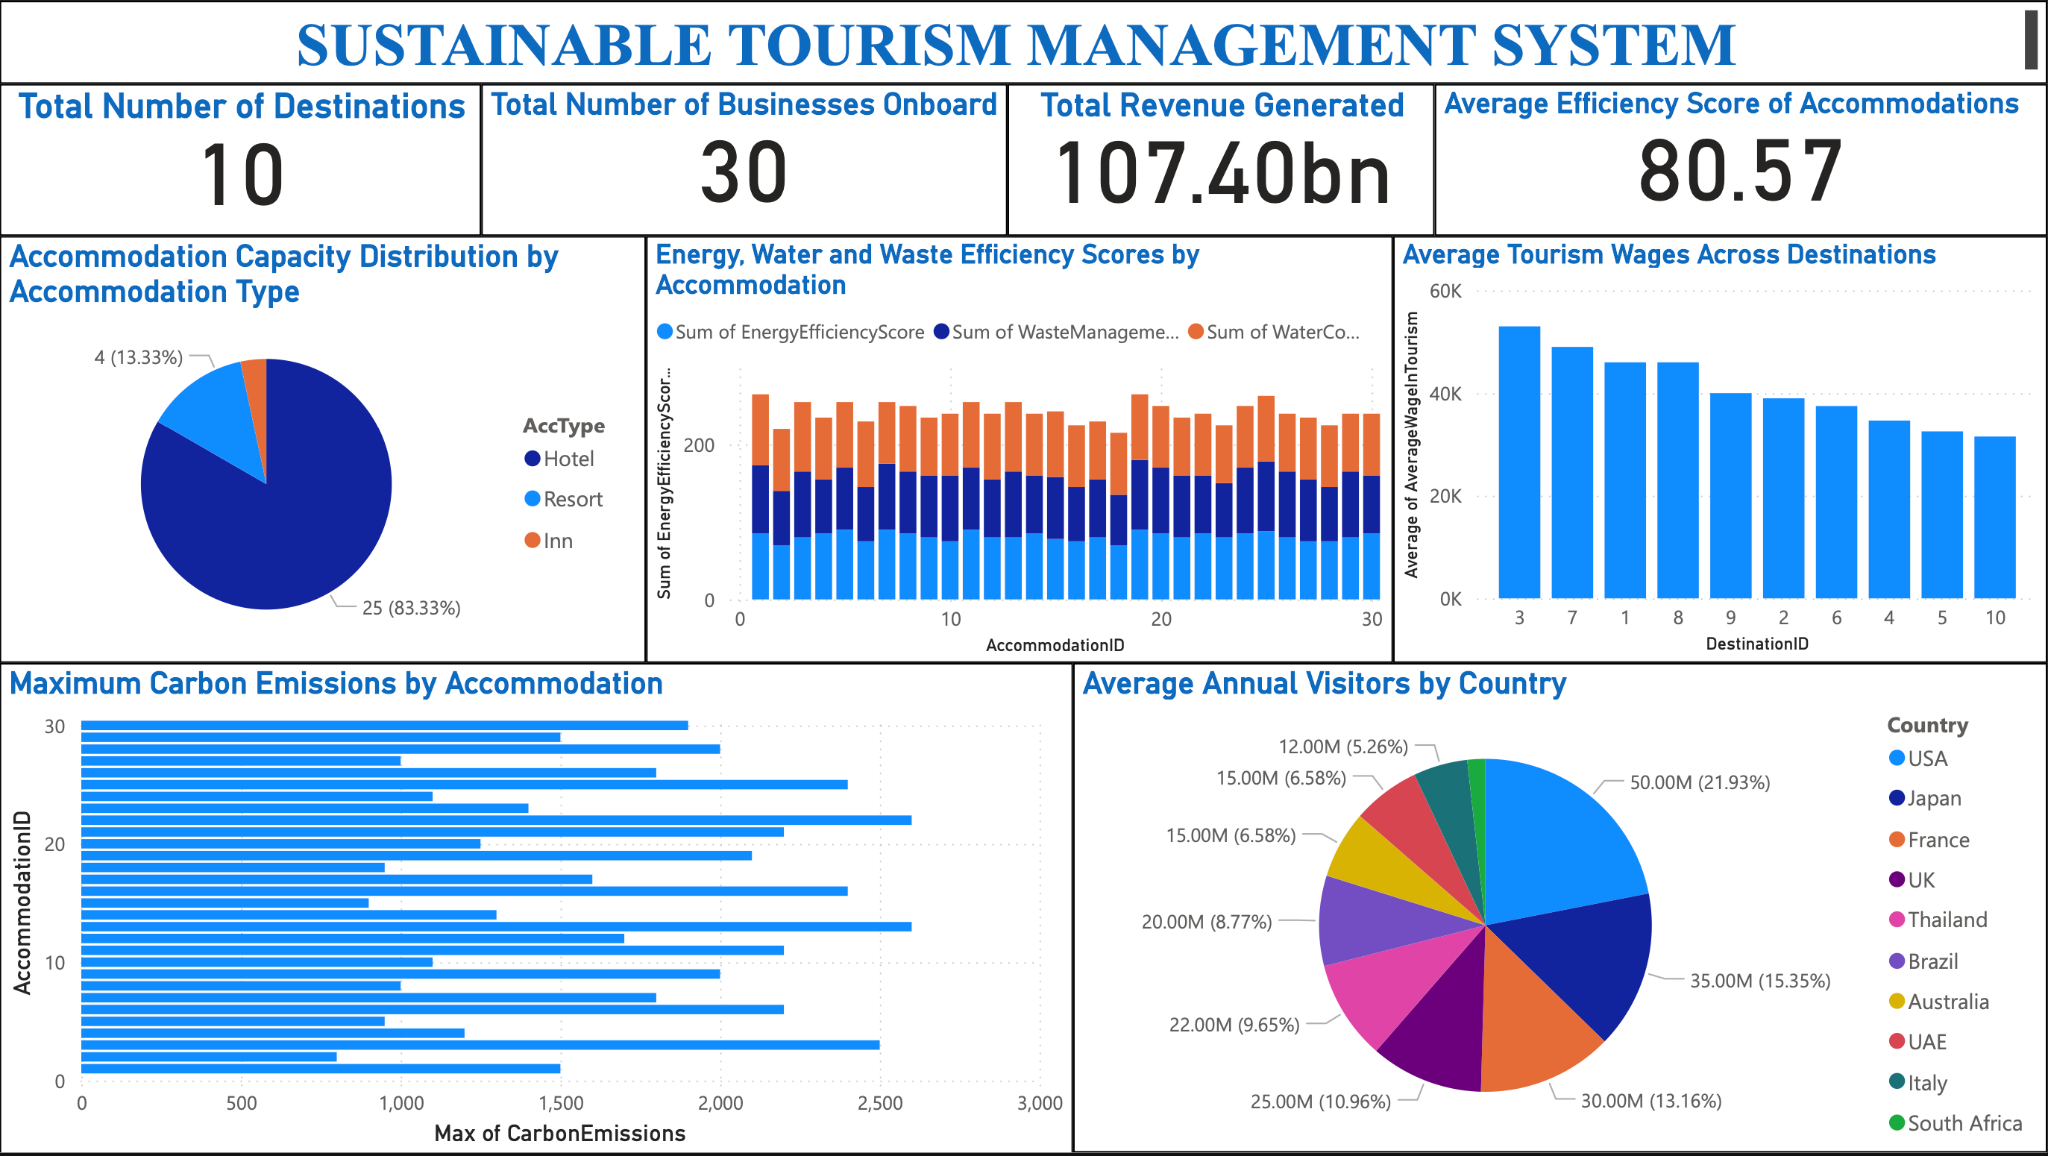 SUSTAINABLE TOURISM MANAGEMENT SYSTEM
Total Number of Destinations
10
Total Number of Businesses Onboard
30
Total Revenue Generated
107.40bn
Average Efficiency Score of Accommodations
80.57
Accommodation Capacity Distribution by
Accommodation Type
4 (13.33%)
25 (83.33%)
AccType
Hotel
Resort
Inn
Energy, Water and Waste Efficiency Scores by
Accommodation
Sum of EnergyEfficiencyScore
Sum of WasteManageme...
Sum of WaterCo...
Sum of EnergyEfficiencyScor...
200
0
0
10
20
30
AccommodationID
Average Tourism Wages Across Destinations
Average of AverageWageInTourism
60K
40K
20K
0K
3
7
1
8
9
2
6
4
5
10
DestinationID
Maximum Carbon Emissions by Accommodation
AccommodationID
30
20
10
0
0
500
1,000
1,500
2,000
2,500
3,000
Max of CarbonEmissions
Average Annual Visitors by Country
12.00M (5.26%)
15.00M (6.58%)
15.00M (6.58%)
20.00M (8.77%)
22.00M (9.65%)
25.00M (10.96%)
30.00M (13.16%)
35.00M (15.35%)
50.00M (21.93%)
Country
USA
Japan
France
UK
Thailand
Brazil
Australia
UAE
Italy
South Africa